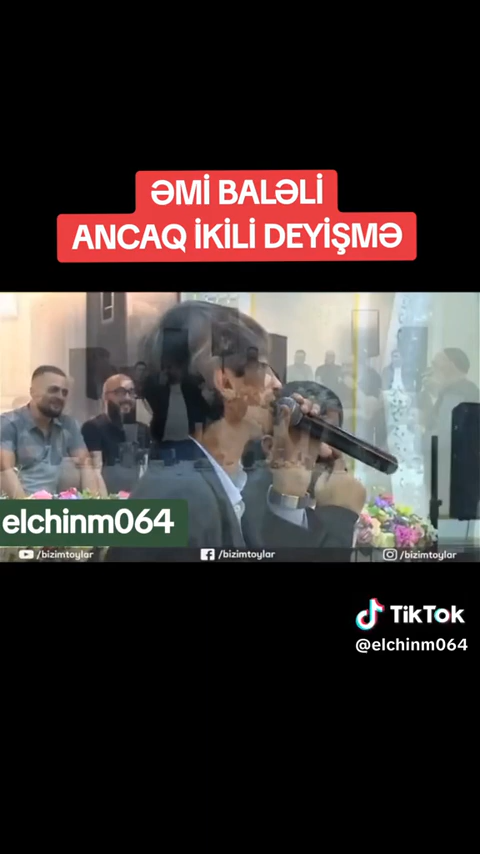 ƏMİ BALƏLİ
ANCAQ İKİLİ DEYİŞMƏ
elchinm064
/bizimtoylar /bizimtoylar /bizimtoylar
TikTok
@elchinm064